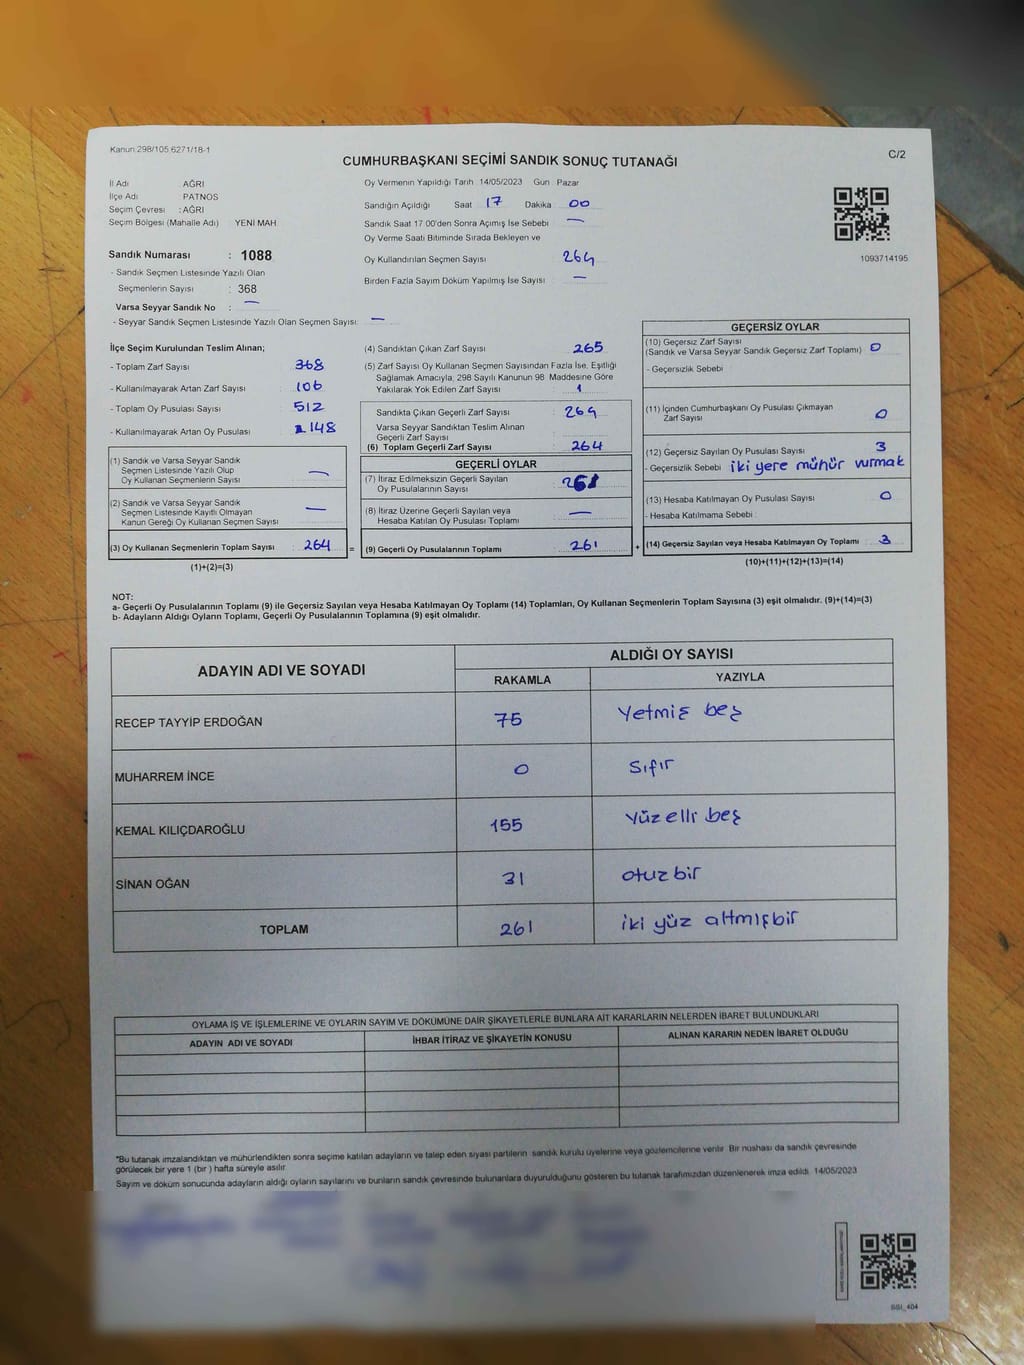 Kanun 298/105 6271/18-1
CUMHURBAŞKANI SEÇİMİ SANDIK SONUÇ TUTANAĞI
C/2
İl Adı : AĞRI
İlçe Adı : PATNOS
Seçim Çevresi : AĞRI
Seçim Bölgesi (Mahalle Adı) YENİ MAH
Sandık Numarası : 1088
- Sandık Seçmen Listesinde Yazılı Olan
Seçmenlerin Sayısı : 368
Varsa Seyyar Sandık No : —
- Seyyar Sandık Seçmen Listesinde Yazılı Olan Seçmen Sayısı: —
Oy Vermenin Yapıldığı Tarih 14/05/2023 Gün Pazar
Sandığın Açıldığı Saat 17 Dakika 00
Sandık Saat 17 00'den Sonra Açımış İse Sebebi —
Oy Verme Saati Bitiminde Sırada Bekleyen ve
Oy Kullandırılan Seçmen Sayısı 264
Birden Fazla Sayım Döküm Yapılmış İse Sayısı —
1093714195
İlçe Seçim Kurulundan Teslim Alınan;
- Toplam Zarf Sayısı 368
- Kullanılmayarak Artan Zarf Sayısı 106
- Toplam Oy Pusulası Sayısı 512
- Kullanılmayarak Artan Oy Pusulası 148
(1) Sandık ve Varsa Seyyar Sandık
Seçmen Listesinde Yazılı Olup
Oy Kullanan Seçmenlerin Sayısı —
(2) Sandık ve Varsa Seyyar Sandık
Seçmen Listesinde Kayıtlı Olmayan
Kanun Gereği Oy Kullanan Seçmen Sayısı —
(3) Oy Kullanan Seçmenlerin Toplam Sayısı : 264 =
(1)+(2)=(3)
(4) Sandıktan Çıkan Zarf Sayısı 265
(5) Zarf Sayısı Oy Kullanan Seçmen Sayısından Fazla İse, Eşitliği
Sağlamak Amacıyla, 298 Sayılı Kanunun 98 Maddesine Göre
Yakılarak Yok Edilen Zarf Sayısı 1
Sandıkta Çıkan Geçerli Zarf Sayısı : 264
Varsa Seyyar Sandıktan Teslim Alınan
Geçerli Zarf Sayısı
(6) Toplam Geçerli Zarf Sayısı 264
GEÇERLİ OYLAR
(7) İtiraz Edilmeksizin Geçerli Sayılan
Oy Pusulalarının Sayısı 261
(8) İtiraz Üzerine Geçerli Sayılan veya
Hesaba Katılan Oy Pusulası Toplamı —
(9) Geçerli Oy Pusulalarının Toplamı 261 +
GEÇERSİZ OYLAR
(10) Geçersiz Zarf Sayısı
(Sandık ve Varsa Seyyar Sandık Geçersiz Zarf Toplamı) 0
- Geçersizlik Sebebi
(11) İçinden Cumhurbaşkanı Oy Pusulası Çıkmayan
Zarf Sayısı 0
(12) Geçersiz Sayılan Oy Pusulası Sayısı 3
- Geçersizlik Sebebi iki yere mühür vurmak
(13) Hesaba Katılmayan Oy Pusulası Sayısı 0
- Hesaba Katılmama Sebebi
(14) Geçersiz Sayılan veya Hesaba Katılmayan Oy Toplamı 3
(10)+(11)+(12)+(13)=(14)
NOT:
a- Geçerli Oy Pusulalarının Toplamı (9) ile Geçersiz Sayılan veya Hesaba Katılmayan Oy Toplamı (14) Toplamları, Oy Kullanan Seçmenlerin Toplam Sayısına (3) eşit olmalıdır. (9)+(14)=(3)
b- Adayların Aldığı Oyların Toplamı, Geçerli Oy Pusulalarının Toplamına (9) eşit olmalıdır.
ADAYIN ADI VE SOYADI
ALDIĞI OY SAYISI
RAKAMLA YAZIYLA
RECEP TAYYİP ERDOĞAN 75 Yetmiş beş
MUHARREM İNCE 0 Sıfır
KEMAL KILIÇDAROĞLU 155 yüz elli beş
SİNAN OĞAN 31 otuz bir
TOPLAM 261 iki yüz altmışbir
OYLAMA İŞ VE İŞLEMLERİNE VE OYLARIN SAYIM VE DÖKÜMÜNE DAİR ŞİKAYETLERLE BUNLARA AİT KARARLARIN NELERDEN İBARET BULUNDUKLARI
ADAYIN ADI VE SOYADI İHBAR İTİRAZ VE ŞİKAYETİN KONUSU ALINAN KARARIN NEDEN İBARET OLDUĞU
*Bu tutanak imzalandıktan ve mühürlendikten sonra seçime katılan adayların ve talep eden siyasi partilerin sandık kurulu üyelerine veya gözlemcilerine verilir. Bir nüshası da sandık çevresinde
görülecek bir yere 1 (bir) hafta süreyle asılır.
Sayım ve döküm sonucunda adayların aldığı oyların sayılarını ve bunların sandık çevresinde bulunanlara duyurulduğunu gösteren bu tutanak tarafımızdan düzenlenerek imza edildi. 14/05/2023